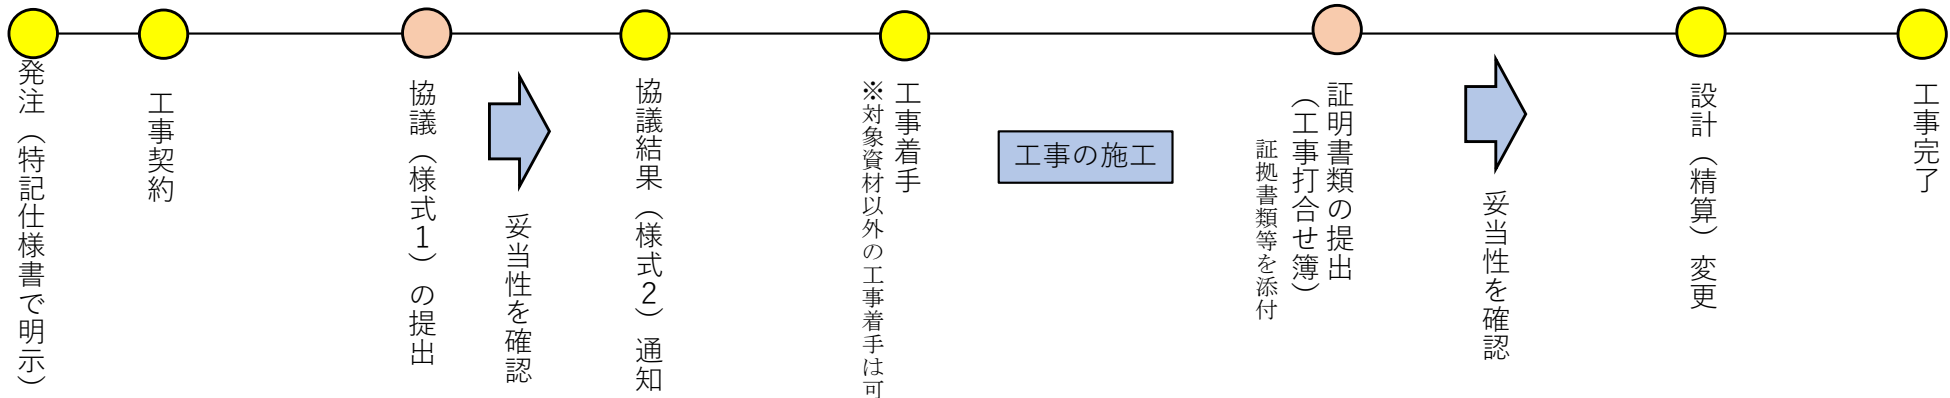 発注（特記仕様書で明示）
工事契約
協議（様式１）の提出
妥当性を確認
協議結果（様式２）通知
工事着手
※対象資材以外の工事着手は可
工事の施工
証明書類の提出
（工事打合せ簿）
証拠書類等を添付
妥当性を確認
設計（精算）変更
工事完了